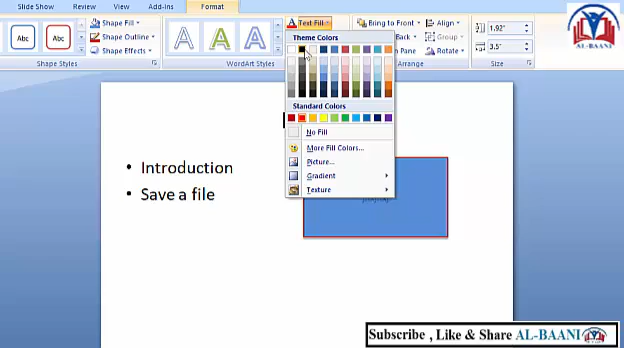 Slide Show Review View Add-ins Format
Abc Abc
Shape Fill
Shape Outline
Shape Effects
Shape Styles
A A A
WordArt Styles
A Text Fill
Theme Colors
Standard Colors
No Fill
More Fill Colors...
Picture...
Gradient
Texture
Bring to Front
Back
Pane
Align
Group
Rotate
Arrange
1.92"
3.5"
Size
AL-BAANI
• Introduction
• Save a file
Subscribe , Like & Share AL-BAANI